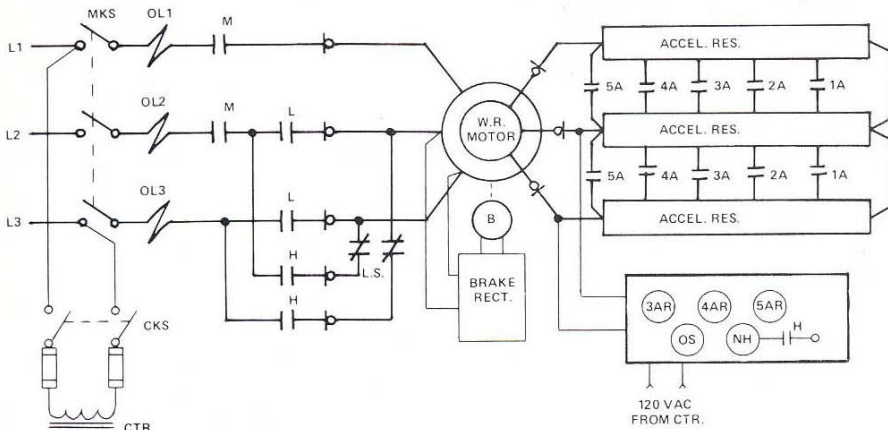 MKS
OL1
M
L1
OL2
M
L
L2
OL3
L
L3
H
L.S.
H
CKS
CTR
W.R.
MOTOR
B
BRAKE
RECT.
ACCEL. RES.
5A 4A 3A 2A 1A
ACCEL. RES.
5A 4A 3A 2A 1A
ACCEL. RES.
3AR 4AR 5AR
OS NH H
120 VAC
FROM CTR.